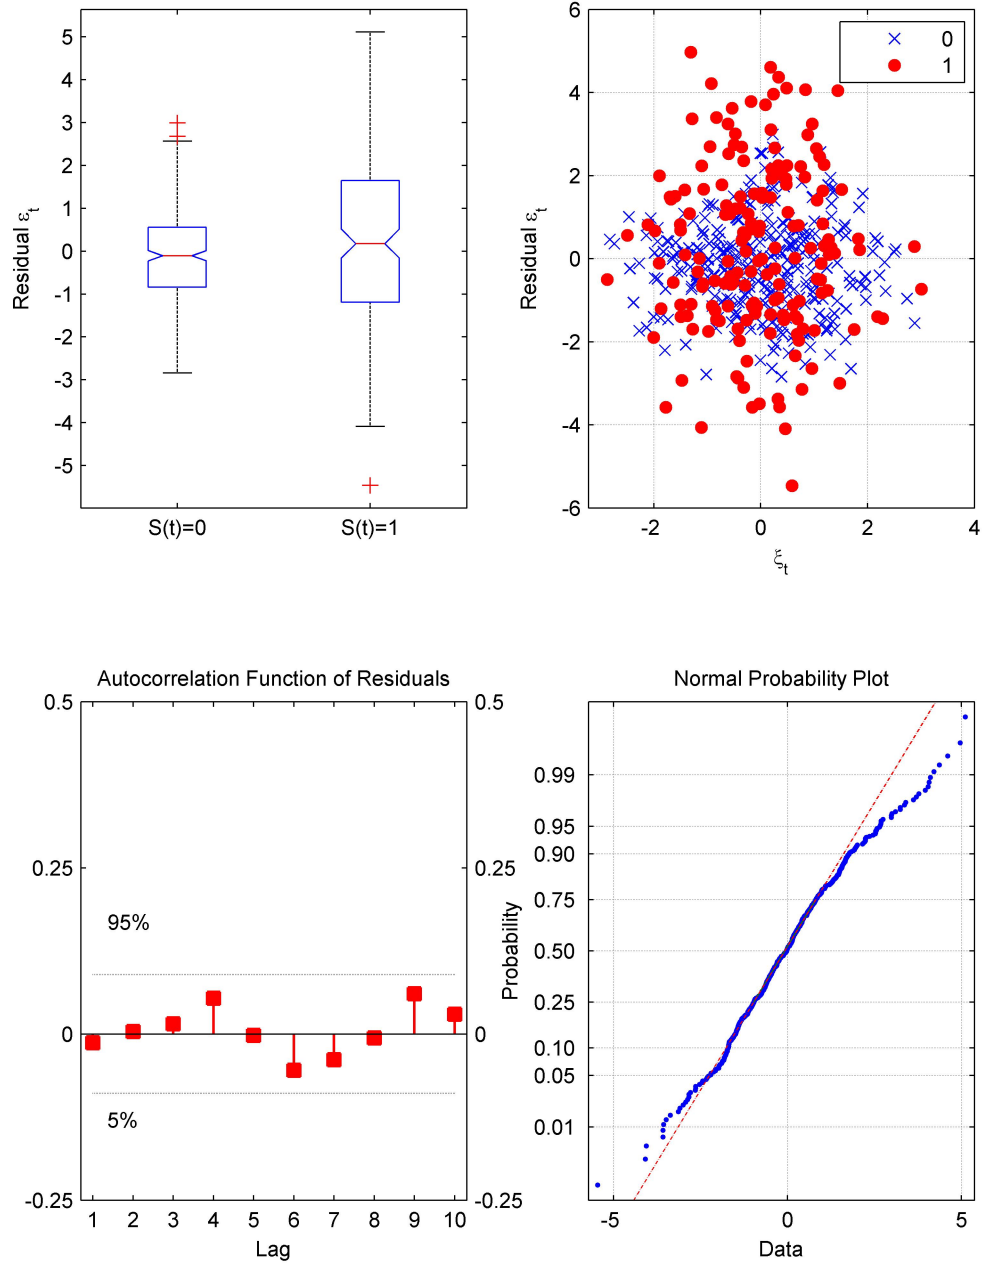 5
4
3
2
1
0
-1
-2
-3
-4
-5
Residual εt
S(t)=0 S(t)=1
6
4
2
0
-2
-4
-6
Residual εt
0
1
-2 0 2 4
ξt
Autocorrelation Function of Residuals
0.5 0.5
0.25 0.25
95%
0 0
5%
-0.25 -0.25
1 2 3 4 5 6 7 8 9 10
Lag
Normal Probability Plot
0.99
0.95
0.90
0.75
0.50
0.25
0.10
0.05
0.01
Probability
-5 0 5
Data